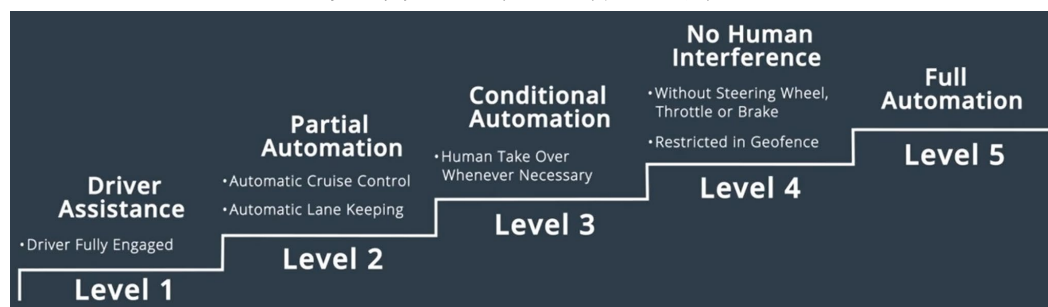 Driver
Assistance
•Driver Fully Engaged
Level 1
Partial
Automation
•Automatic Cruise Control
•Automatic Lane Keeping
Level 2
Conditional
Automation
•Human Take Over
Whenever Necessary
Level 3
No Human
Interference
•Without Steering Wheel,
Throttle or Brake
•Restricted in Geofence
Level 4
Full
Automation
Level 5